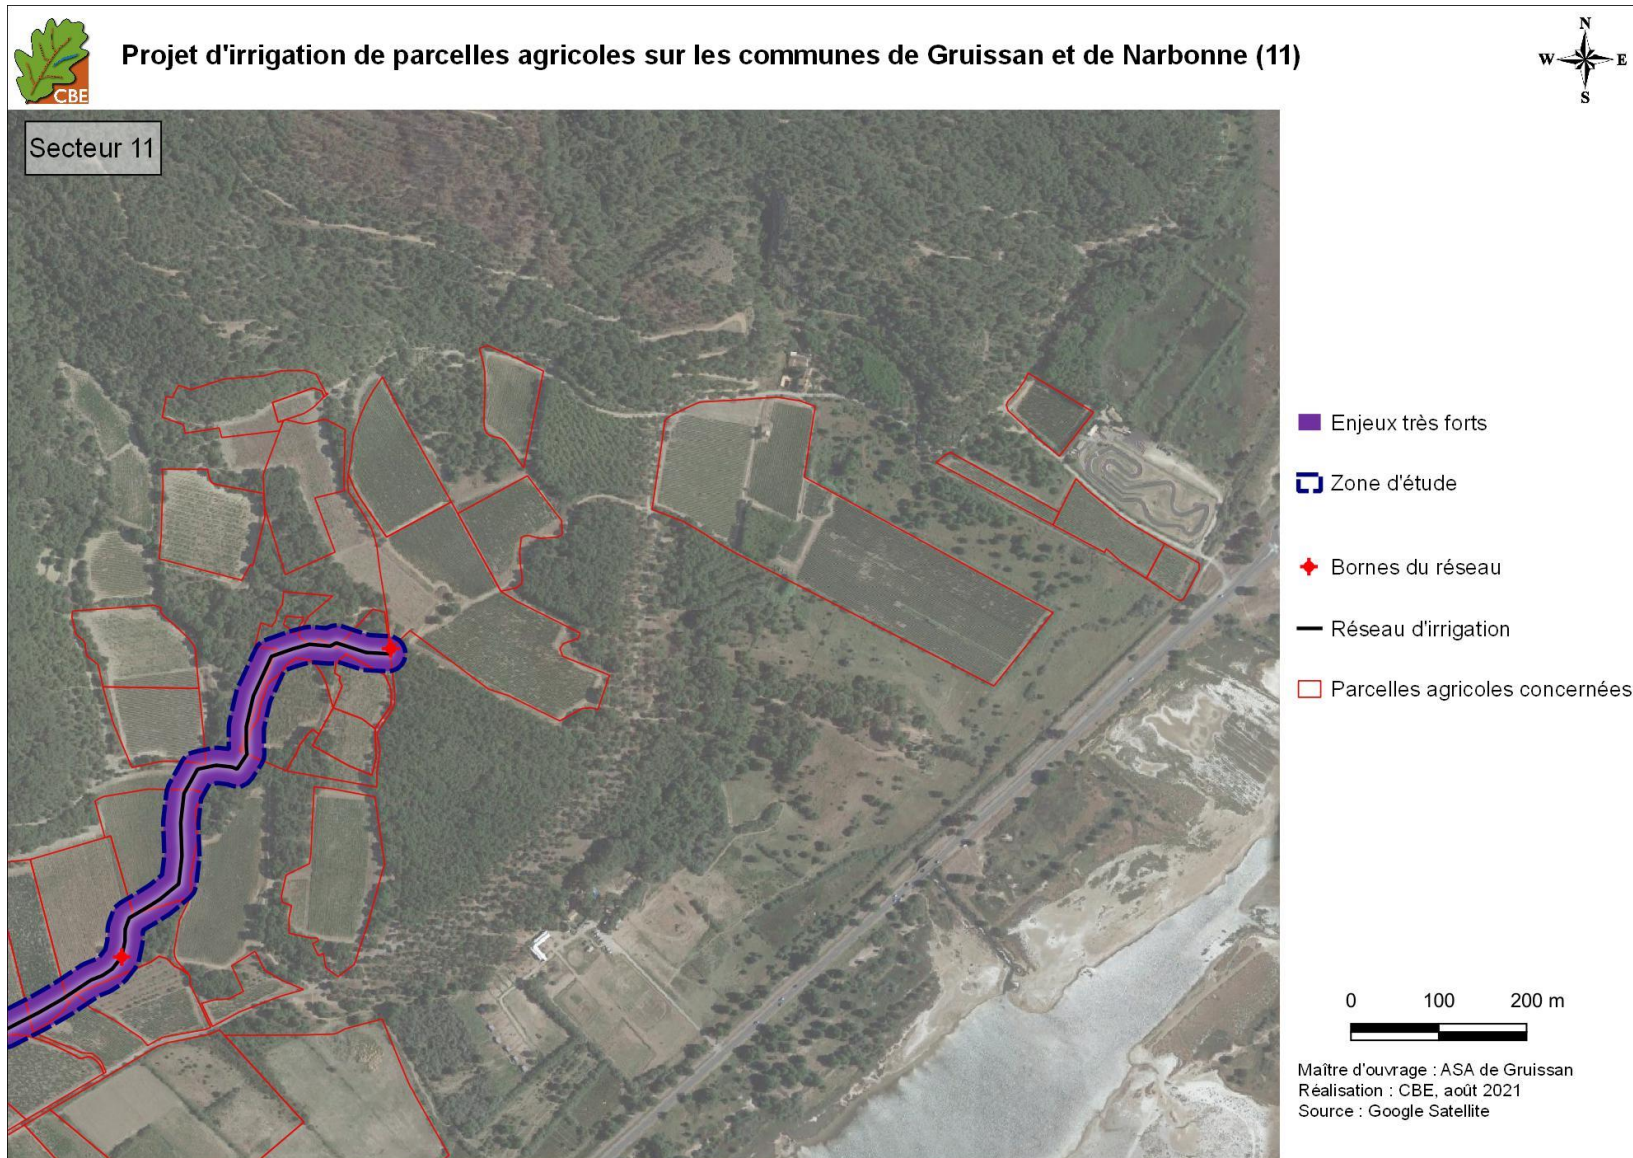 Projet d'irrigation de parcelles agricoles sur les communes de Gruissan et de Narbonne (11)
CBE
N
W E
S
Secteur 11
Enjeux très forts
Zone d'étude
Bornes du réseau
Réseau d'irrigation
Parcelles agricoles concernées
0 100 200 m
Maître d'ouvrage : ASA de Gruissan
Réalisation : CBE, août 2021
Source : Google Satellite